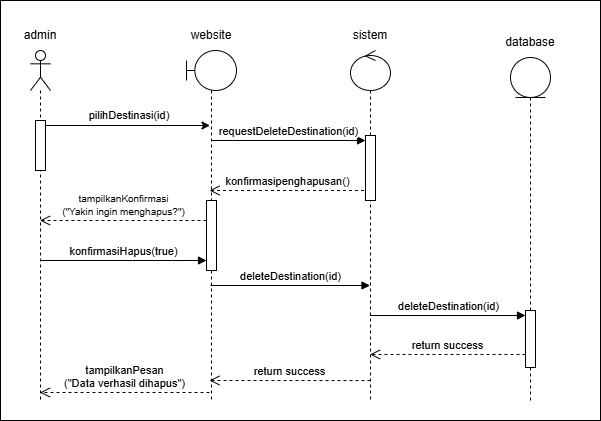 admin
website
sistem
database
pilihDestinasi(id)
requestDeleteDestination(id)
konfirmasipenghapusan()
tampilkanKonfirmasi
("Yakin ingin menghapus?")
konfirmasiHapus(true)
deleteDestination(id)
deleteDestination(id)
return success
return success
tampilkanPesan
("Data verhasil dihapus")